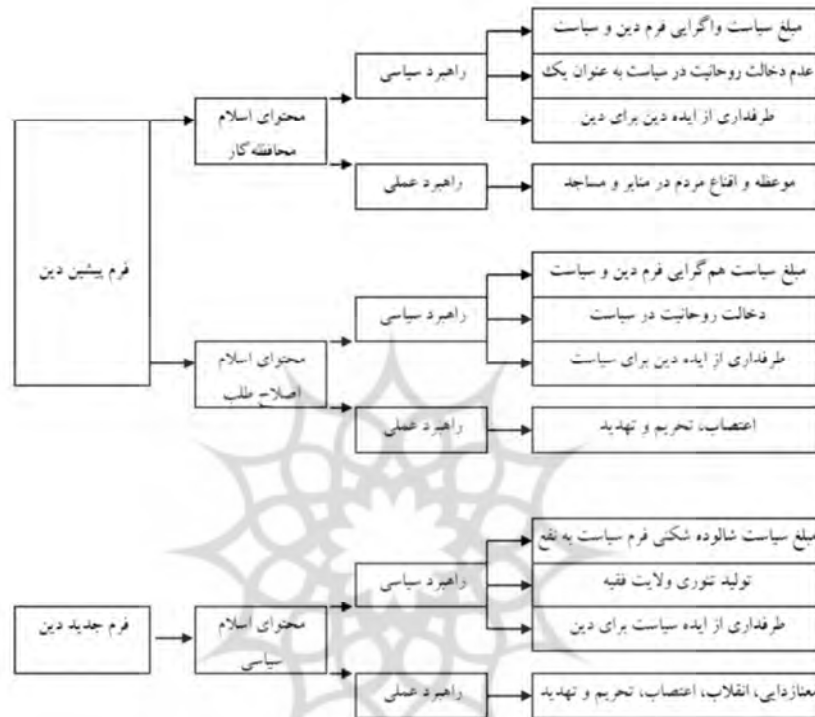 فرم پیشین دین
محتوای اسلام
محافظه‌کار
راهبرد سیاسی
مبلغ سیاست واگرایی فرم دین و سیاست
عدم دخالت روحانیت در سیاست به عنوان یک
طرفداری از ایده دین برای دین
راهبرد عملی
موعظه و اقناع مردم در منابر و مساجد
محتوای اسلام
اصلاح طلب
راهبرد سیاسی
مبلغ سیاست هم‌گرایی فرم دین و سیاست
دخالت روحانیت در سیاست
طرفداری از ایده دین برای سیاست
راهبرد عملی
اعتصاب، تحریم و تهدید
فرم جدید دین
محتوای اسلام
سیاسی
راهبرد سیاسی
مبلغ سیاست شالوده شکنی فرم سیاست به نفع
تولید تئوری ولایت فقیه
طرفداری از ایده سیاست برای دین
راهبرد عملی
معنازدایی، انقلاب، اعتصاب، تحریم و تهدید